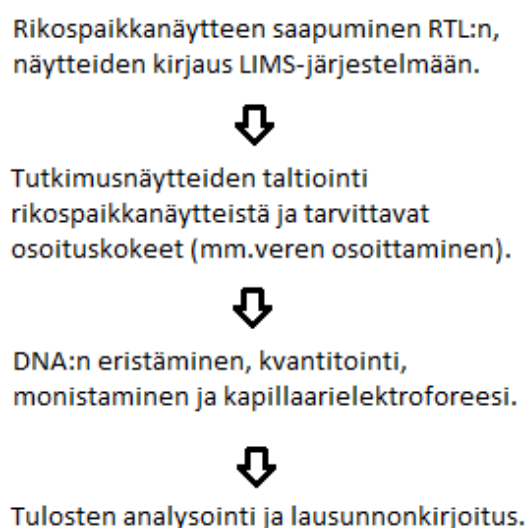 Rikospaikkanäytteen saapuminen RTL:n,
näytteiden kirjaus LIMS-järjestelmään.
Tutkimusnäytteiden taltiointi
rikospaikkanäytteistä ja tarvittavat
osoituskokeet (mm.veren osoittaminen).
DNA:n eristäminen, kvantitointi,
monistaminen ja kapillaarielektroforeesi.
Tulosten analysointi ja lausunnonkirjoitus.